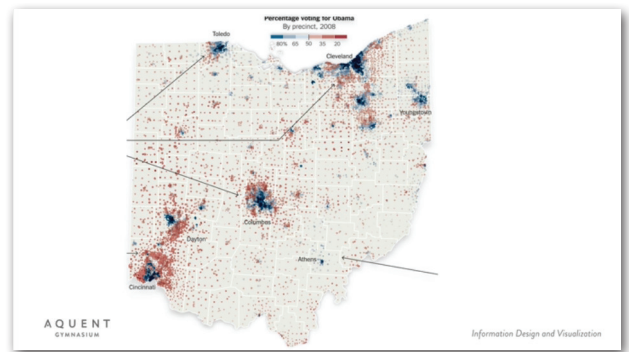 Percentage Voting for Obama
By precinct, 2008
80% 65 50 35 20
Toledo
Cleveland
Youngstown
Columbus
Dayton
Athens
Cincinnati
AQUENT
GYMNASIUM
Information Design and Visualization